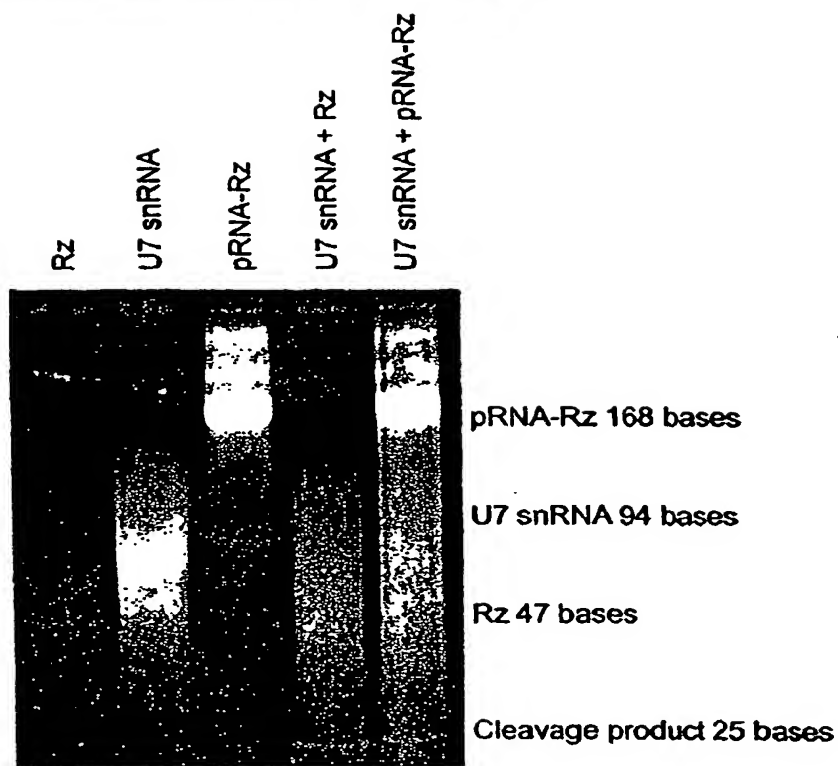 Rz
U7 snRNA
pRNA-Rz
U7 snRNA + Rz
U7 snRNA + pRNA-Rz
pRNA-Rz 168 bases
U7 snRNA 94 bases
Rz 47 bases
Cleavage product 25 bases